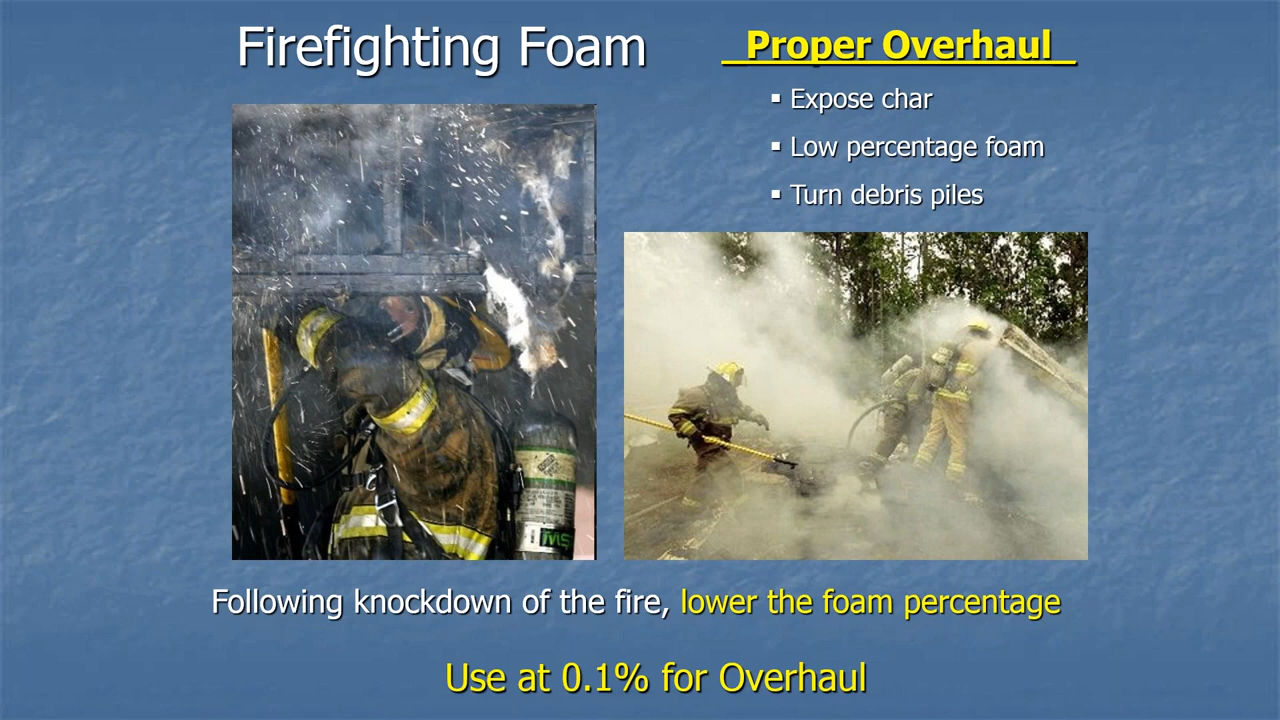 Firefighting Foam
Proper Overhaul
▪ Expose char
▪ Low percentage foam
▪ Turn debris piles
Following knockdown of the fire, lower the foam percentage
Use at 0.1% for Overhaul